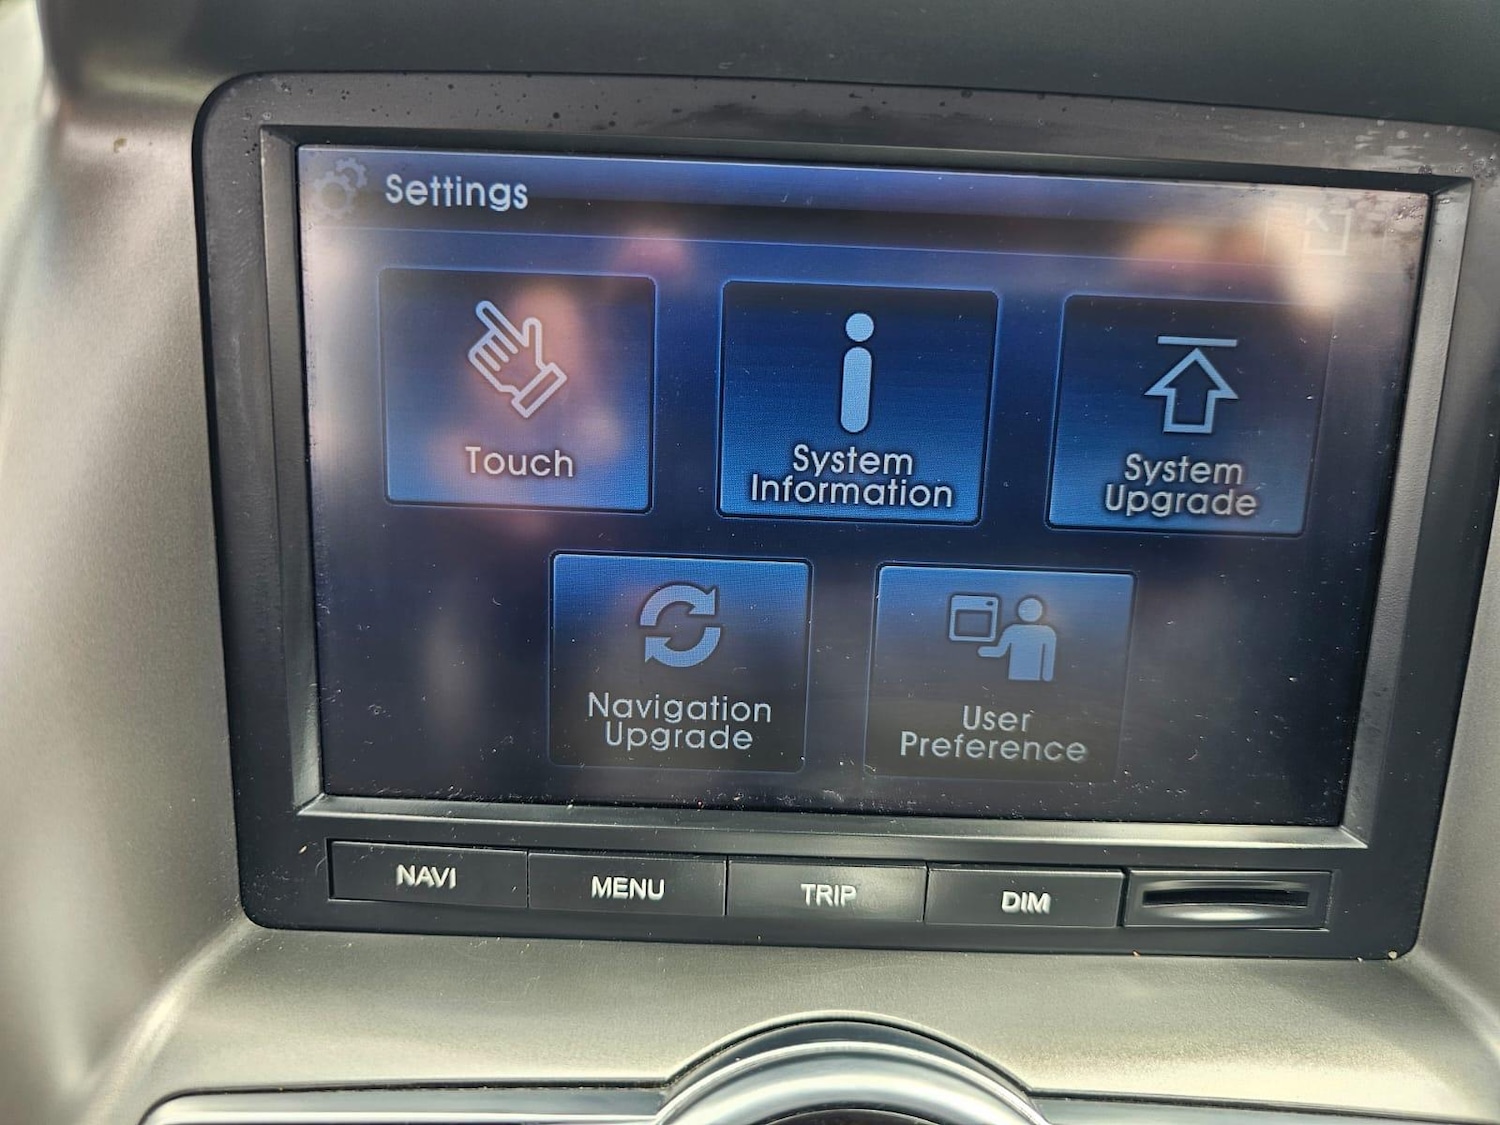 Settings
Touch
System
Information
System
Upgrade
Navigation
Upgrade
User
Preference
NAVI
MENU
TRIP
DIM